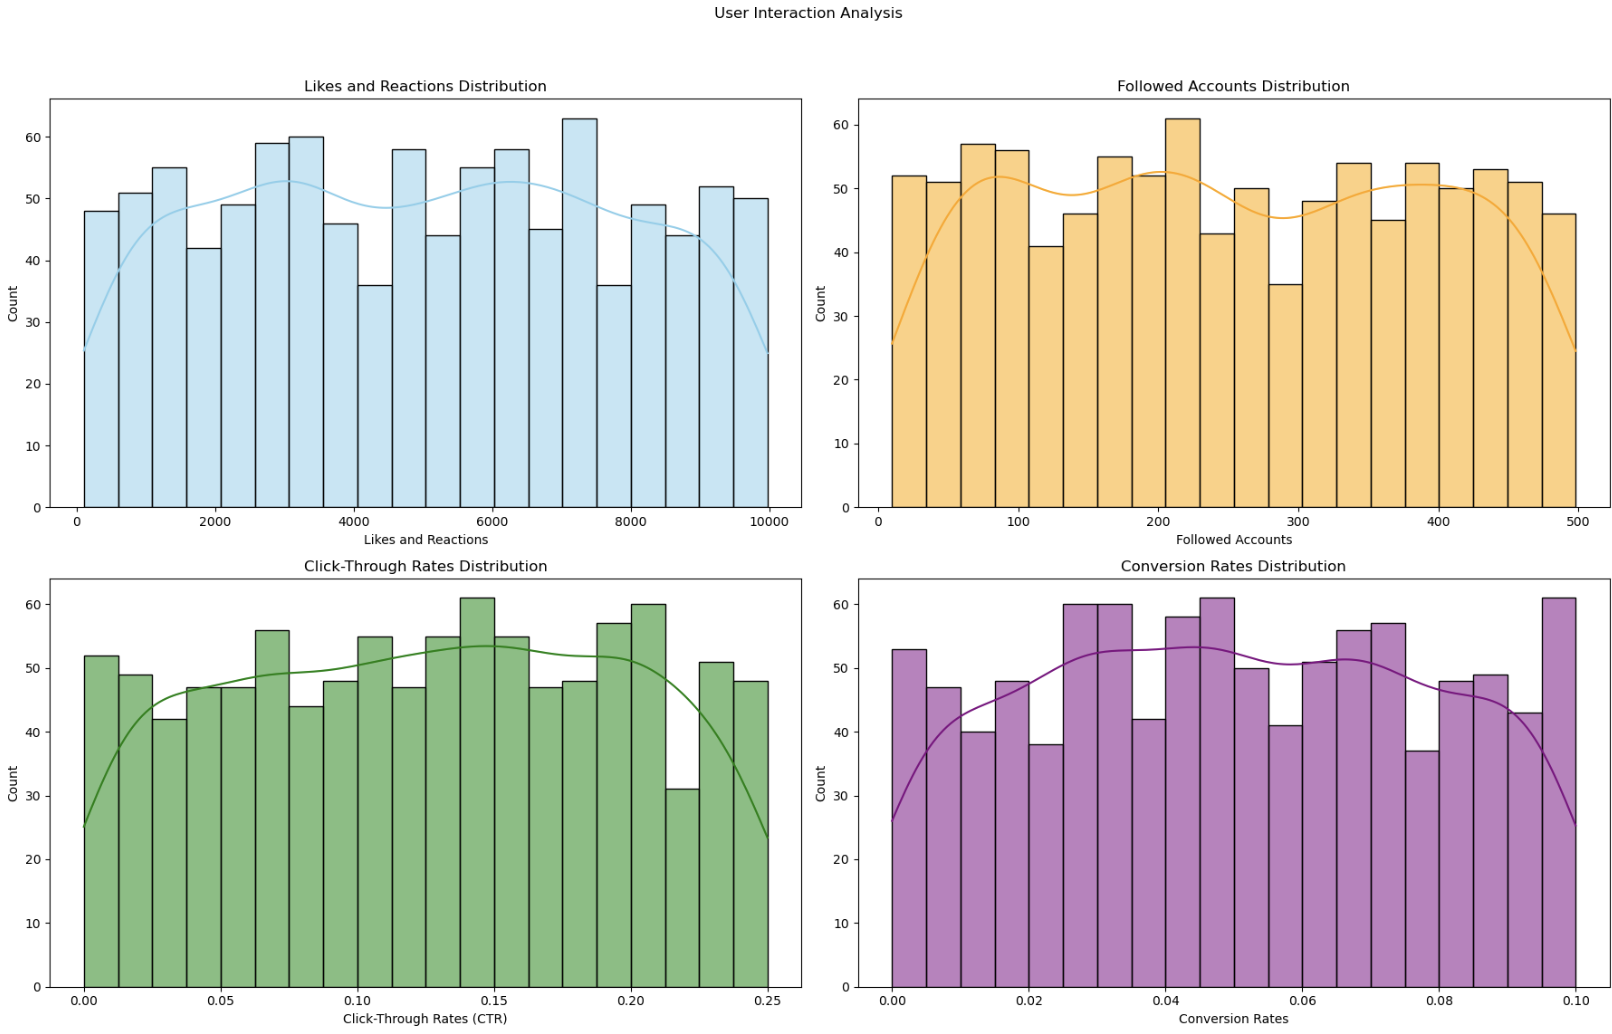 User Interaction Analysis
Likes and Reactions Distribution
Count
60
50
40
30
20
10
0
0 2000 4000 6000 8000 10000
Likes and Reactions
Followed Accounts Distribution
Count
60
50
40
30
20
10
0
0 100 200 300 400 500
Followed Accounts
Click-Through Rates Distribution
Count
60
50
40
30
20
10
0
0.00 0.05 0.10 0.15 0.20 0.25
Click-Through Rates (CTR)
Conversion Rates Distribution
Count
60
50
40
30
20
10
0
0.00 0.02 0.04 0.06 0.08 0.10
Conversion Rates